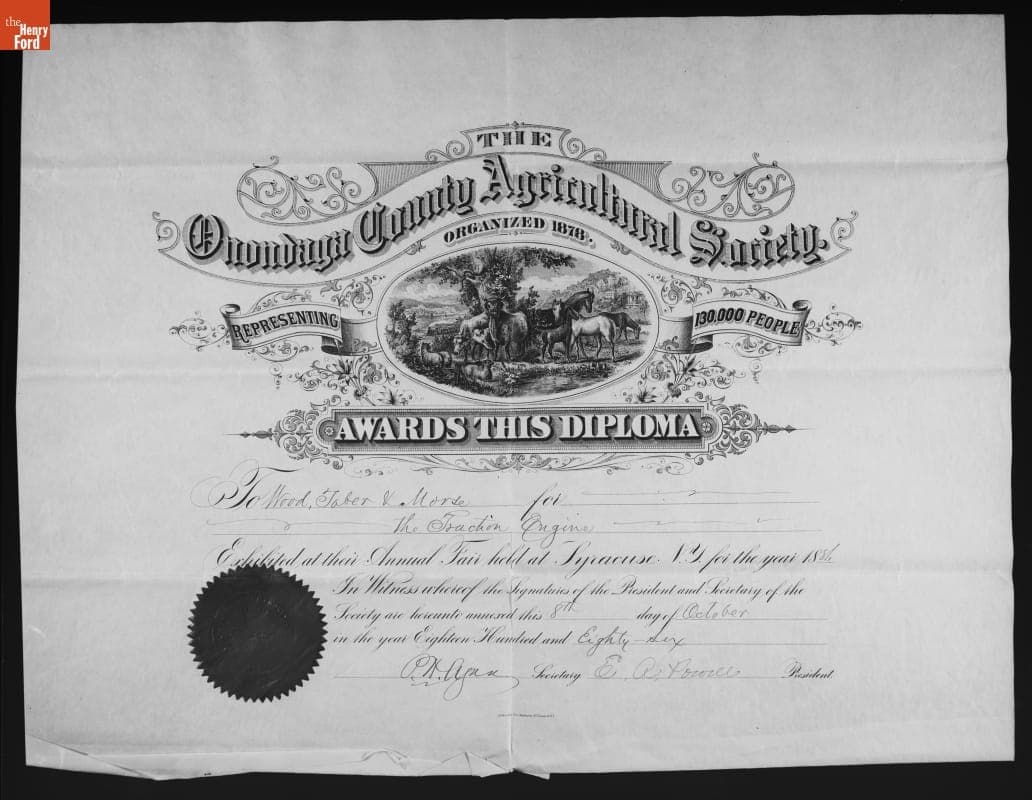 the
Henry
Ford
THE
Onondaga County Agricultural Society.
ORGANIZED 1878.
REPRESENTING 130,000 PEOPLE
AWARDS THIS DIPLOMA
To Wood, Taber & Morse for
the Traction Engine
Exhibited at their Annual Fair held at Syracuse, N.Y. for the year 1886
In Witness whereof the Signatures of the President and Secretary of the
Society are hereunto annexed this 8th day of October
in the year Eighteen Hundred and Eighty-six
Secretary E. A. Powell President